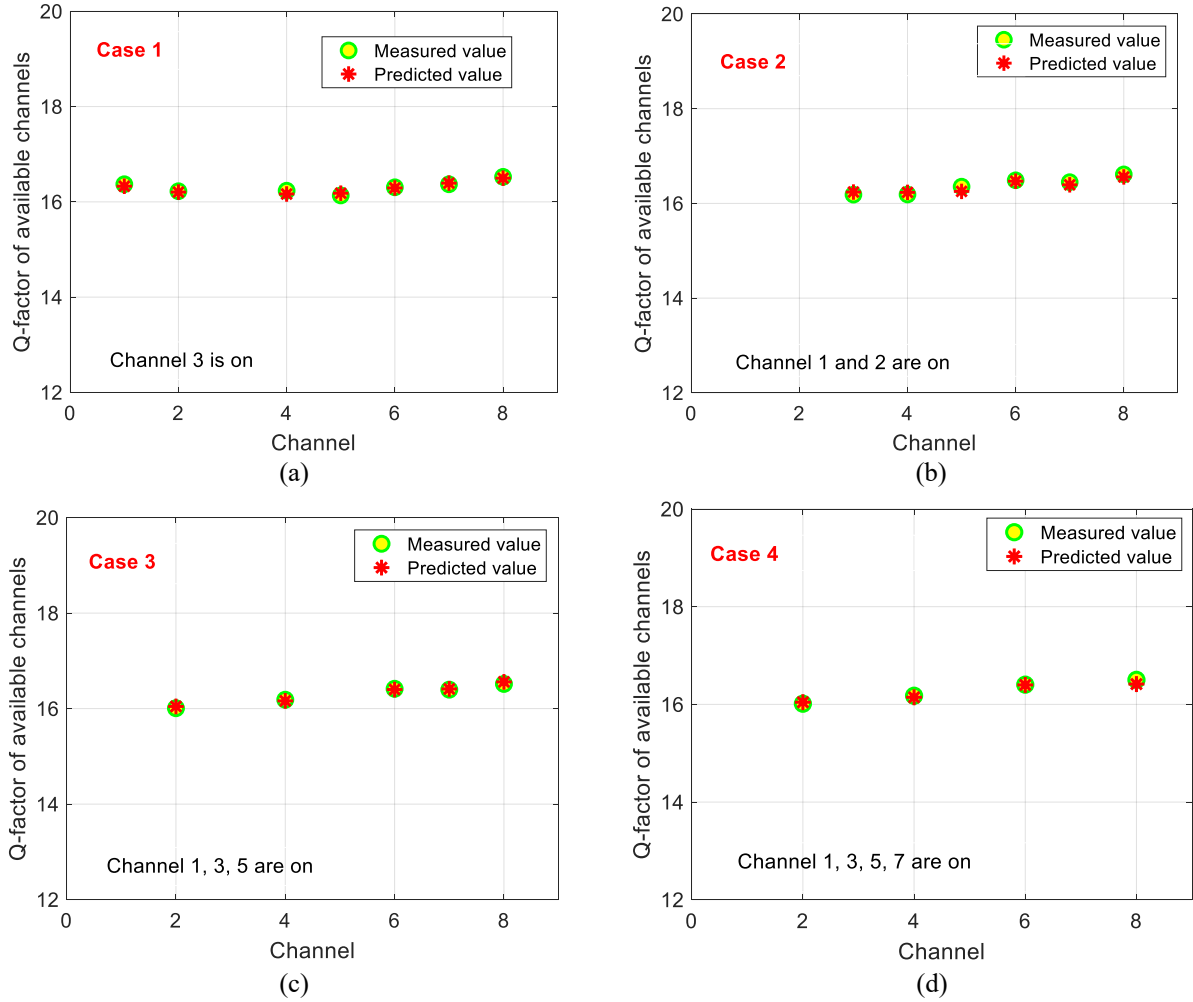 Case 1
Measured value
Predicted value
Q-factor of available channels
20
18
16
14
12
Channel 3 is on
0 2 4 6 8
Channel
(a)
Case 2
Measured value
Predicted value
Q-factor of available channels
20
18
16
14
12
Channel 1 and 2 are on
0 2 4 6 8
Channel
(b)
Case 3
Measured value
Predicted value
Q-factor of available channels
20
18
16
14
12
Channel 1, 3, 5 are on
0 2 4 6 8
Channel
(c)
Case 4
Measured value
Predicted value
Q-factor of available channels
20
18
16
14
12
Channel 1, 3, 5, 7 are on
0 2 4 6 8
Channel
(d)